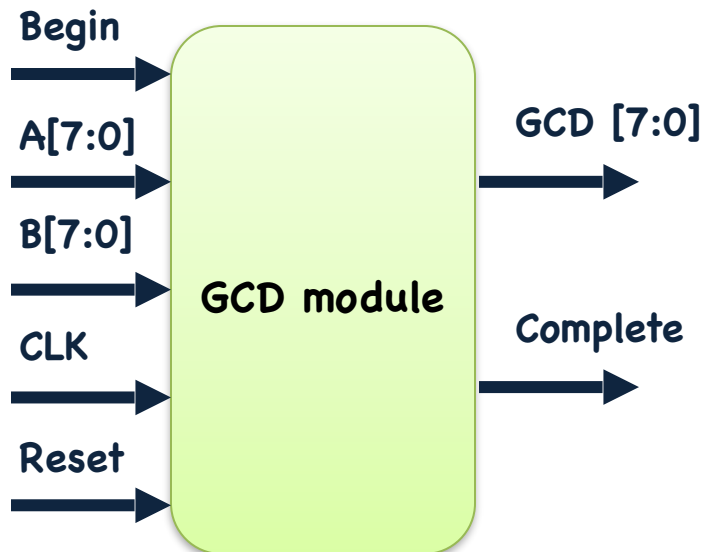 Begin
A[7:0]
B[7:0]
CLK
Reset
GCD module
GCD [7:0]
Complete